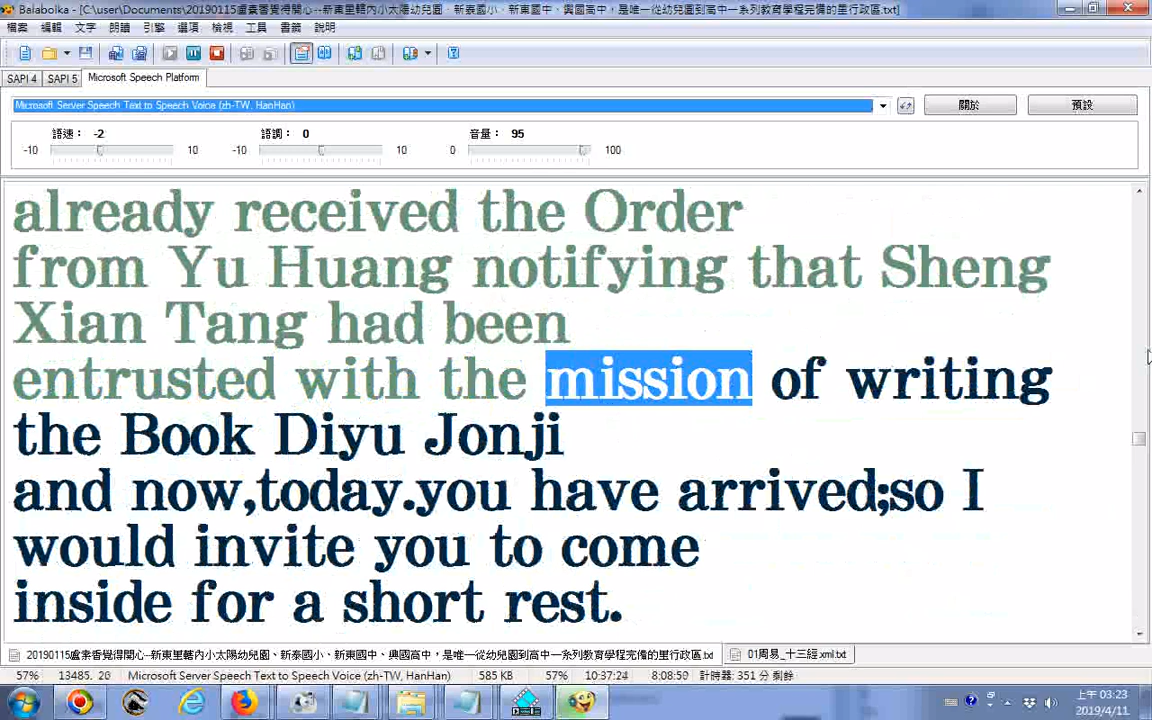 Balabolka - [C:\user\Documents\20190115盧素香覺得開心--新東里轄內小太陽幼兒園、新泰國小、新東國中、興國高中，是唯一從幼兒園到高中一系列教育學程完備的里行政區.txt]
檔案 編輯 文字 朗讀 引擎 選項 檢視 工具 書籤 說明
SAPI 4 SAPI 5 Microsoft Speech Platform
Microsoft Server Speech Text to Speech Voice (zh-TW, HanHan) 關於 預設
語速： -2 語調： 0 音量： 95
-10 10 -10 10 0 100
already received the Order
from Yu Huang notifying that Sheng
Xian Tang had been
entrusted with the mission of writing
the Book Diyu Jonji
and now,today.you have arrived;so I
would invite you to come
inside for a short rest.
20190115盧素香覺得開心--新東里轄內小太陽幼兒園、新泰國小、新東國中、興國高中，是唯一從幼兒園到高中一系列教育學程完備的里行政區.txt 01周易_十三經.xml.txt
57% 13485. 20 Microsoft Server Speech Text to Speech Voice (zh-TW, HanHan) 585 KB 57% 10:37:24 8:08:50 計時器: 351 分 剩餘
上午 03:23
2019/4/11